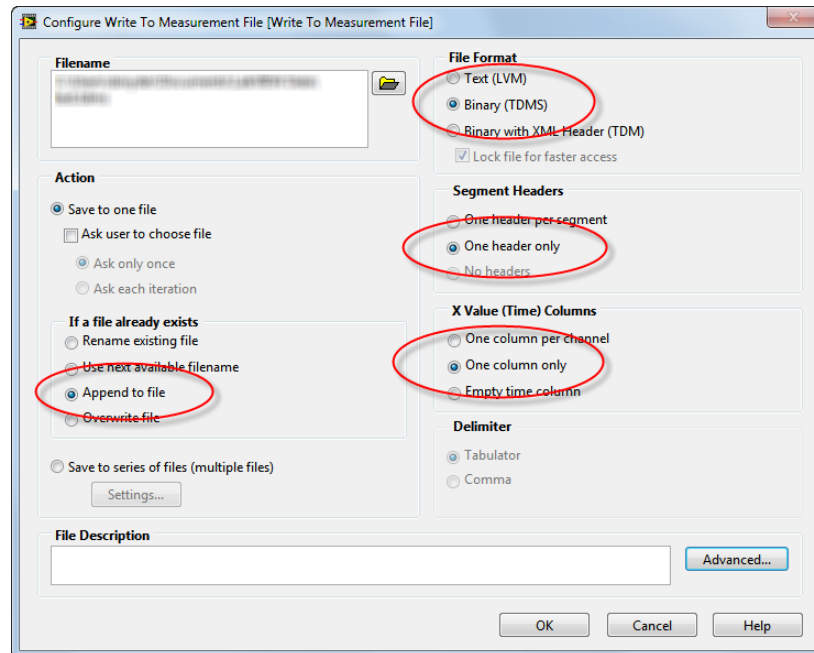 Configure Write To Measurement File [Write To Measurement File]
Filename
Action
Save to one file
Ask user to choose file
Ask only once
Ask each iteration
If a file already exists
Rename existing file
Use next available filename
Append to file
Overwrite file
Save to series of files (multiple files)
Settings...
File Format
Text (LVM)
Binary (TDMS)
Binary with XML Header (TDM)
Lock file for faster access
Segment Headers
One header per segment
One header only
No headers
X Value (Time) Columns
One column per channel
One column only
Empty time column
Delimiter
Tabulator
Comma
File Description
Advanced...
OK
Cancel
Help